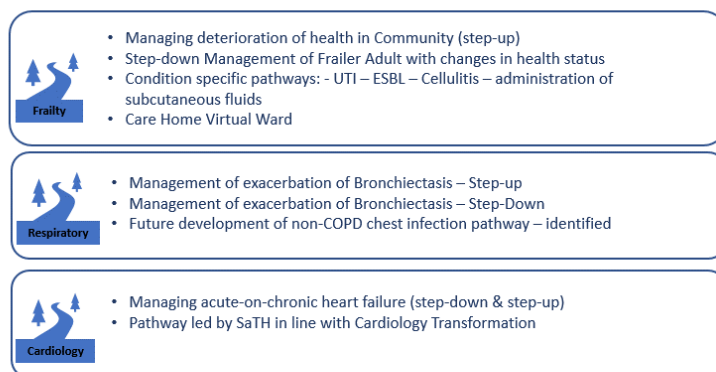 • Managing deterioration of health in Community (step-up)
• Step-down Management of Frailer Adult with changes in health status
• Condition specific pathways: - UTI – ESBL – Cellulitis – administration of
subcutaneous fluids
• Care Home Virtual Ward
Frailty
• Management of exacerbation of Bronchiectasis – Step-up
• Management of exacerbation of Bronchiectasis – Step-Down
• Future development of non-COPD chest infection pathway – identified
Respiratory
• Managing acute-on-chronic heart failure (step-down & step-up)
• Pathway led by SaTH in line with Cardiology Transformation
Cardiology